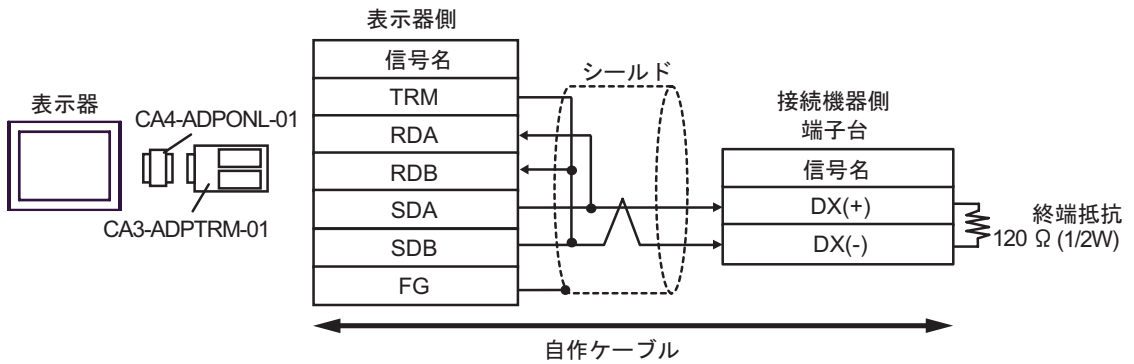 表示器側
信号名
TRM
RDA
RDB
SDA
SDB
FG
シールド
表示器
CA4-ADPONL-01
CA3-ADPTRM-01
接続機器側
端子台
信号名
DX(+)
DX(-)
終端抵抗
120 Ω (1/2W)
自作ケーブル